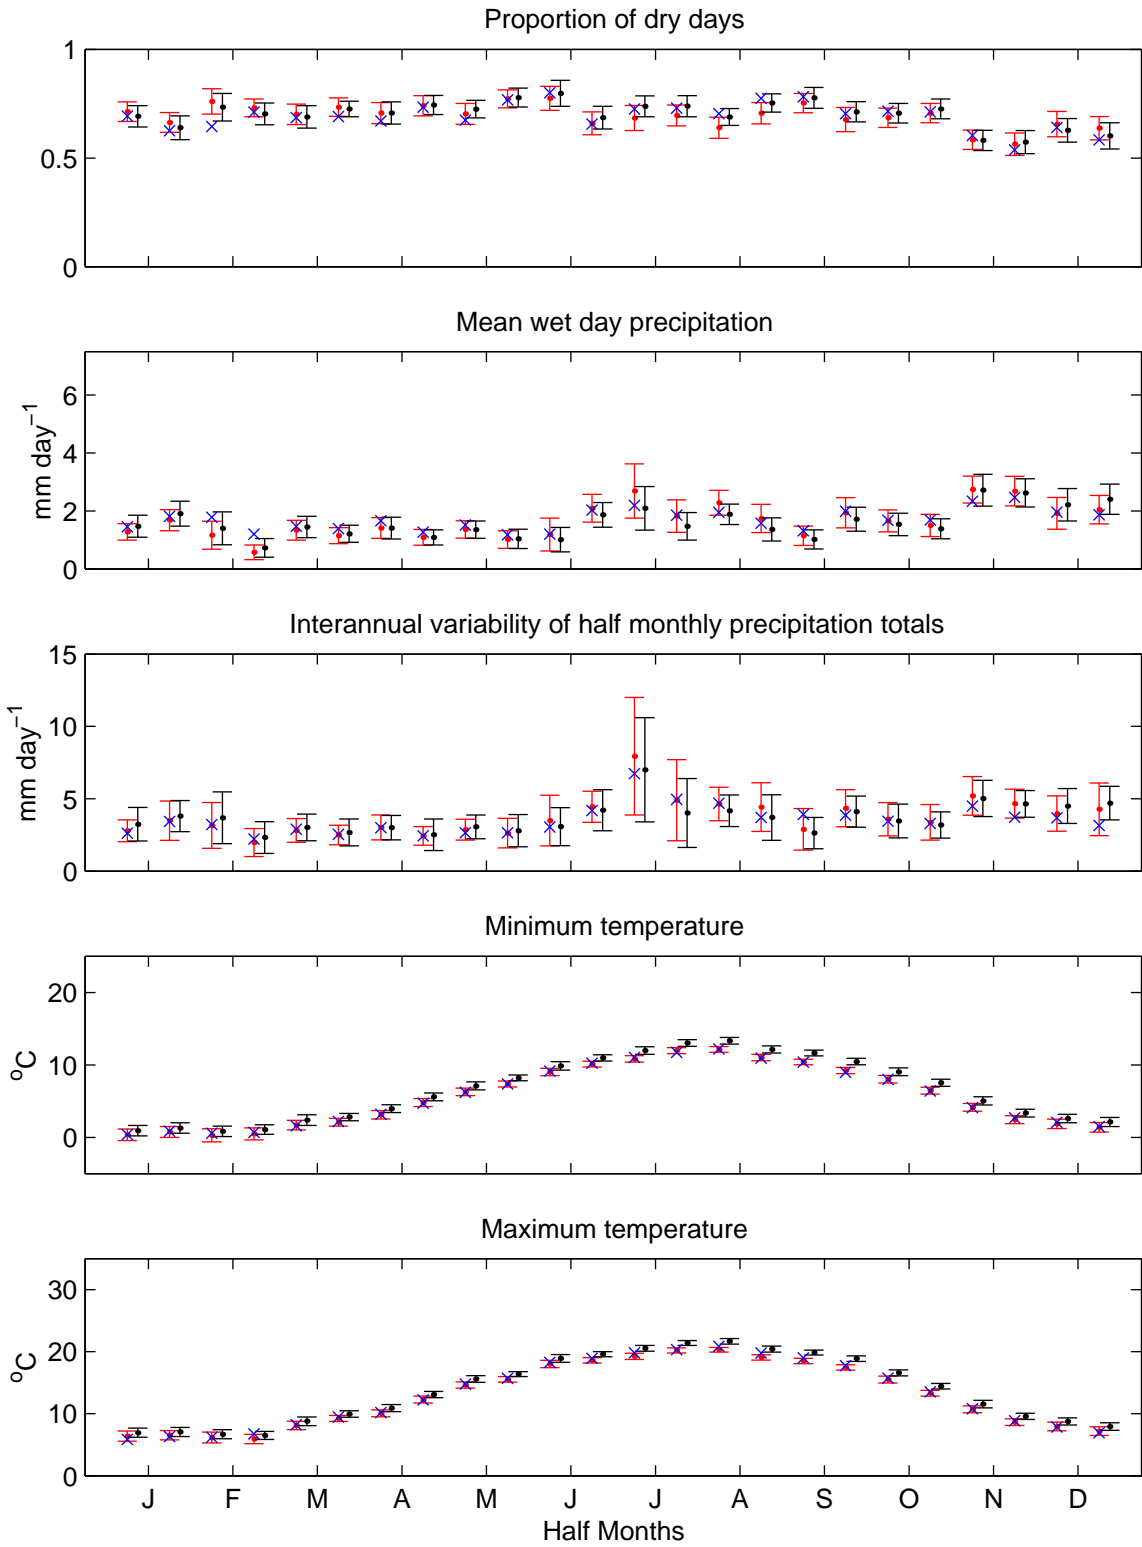 Proportion of dry days
1
0.5
0
Mean wet day precipitation
6
4
2
0
mm day⁻¹
Interannual variability of half monthly precipitation totals
15
10
5
0
mm day⁻¹
Minimum temperature
20
10
0
ºC
Maximum temperature
30
20
10
0
ºC
J F M A M J J A S O N D
Half Months